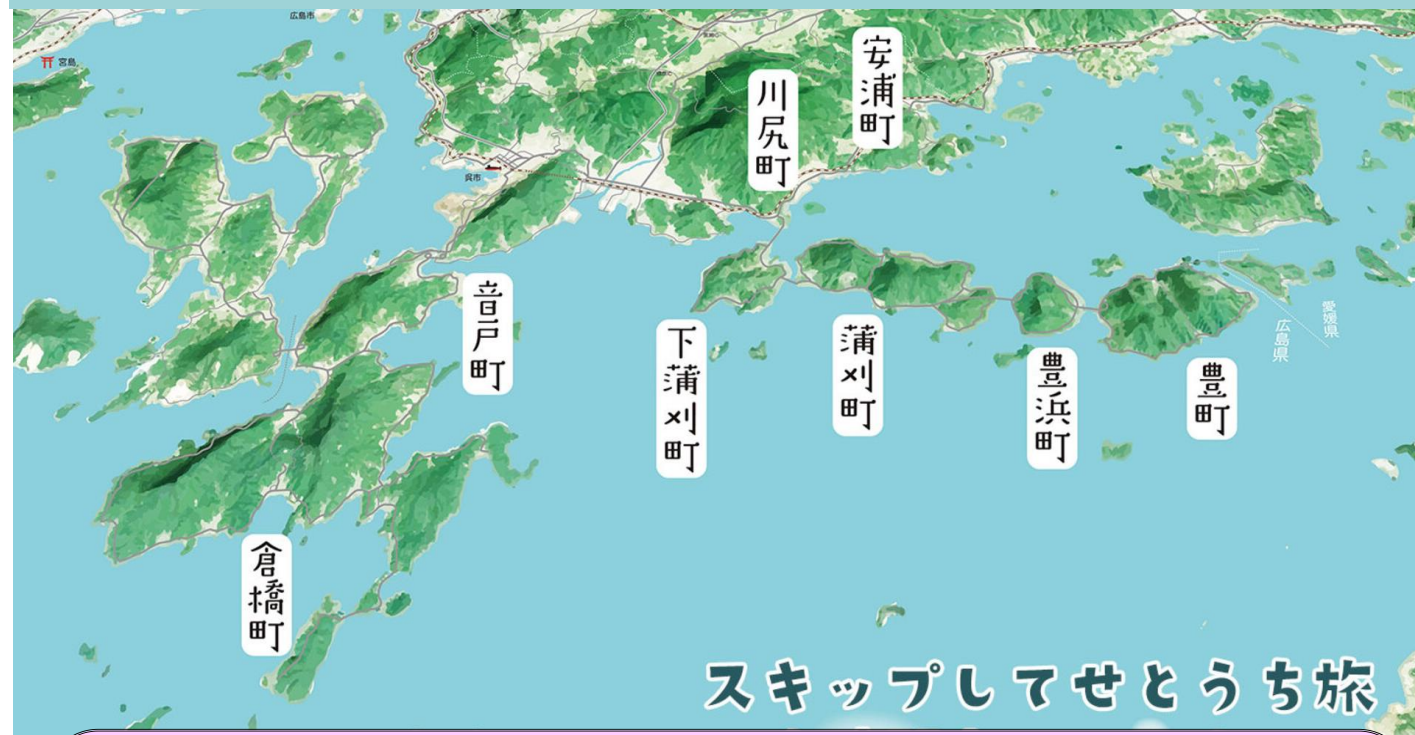 広島市
宮島
安浦町
川尻町
呉市
音戸町
下蒲刈町
蒲刈町
豊浜町
豊町
愛媛県
広島県
倉橋町
スキップしてせとうち旅